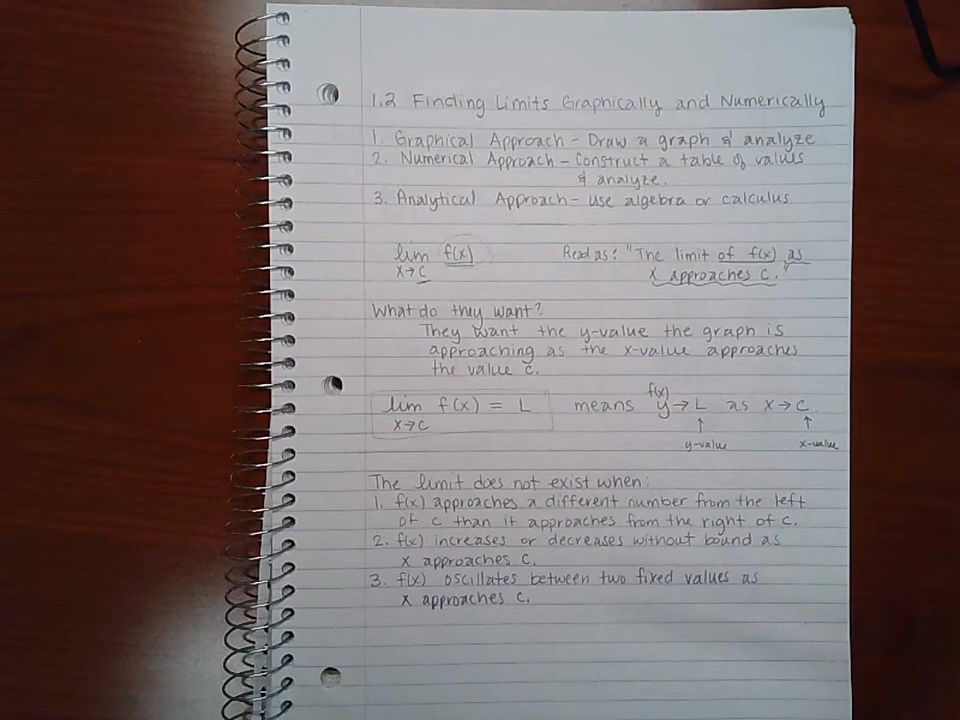 1.2 Finding Limits Graphically and Numerically
1. Graphical Approach - Draw a graph & analyze
2. Numerical Approach - Construct a table of values
& analyze.
3. Analytical Approach - use algebra or calculus
lim f(x) Read as: "The limit of f(x) as
x→c x approaches c."
What do they want?
They want the y-value the graph is
approaching as the x-value approaches
the value c.
f(x)
lim f(x) = L means y→L as x→c
x→c ↑ ↑
y-value x-value
The limit does not exist when:
1. f(x) approaches a different number from the left
of c than it approaches from the right of c.
2. f(x) increases or decreases without bound as
x approaches c.
3. f(x) oscillates between two fixed values as
x approaches c.